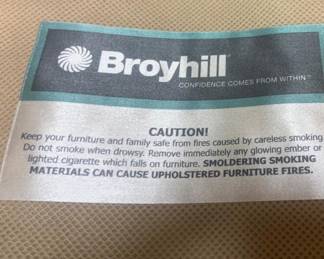 Broyhill
CONFIDENCE COMES FROM WITHIN™
CAUTION!
Keep your furniture and family safe from fires caused by careless smoking
Do not smoke when drowsy. Remove immediately any glowing ember or
lighted cigarette which falls on furniture. SMOLDERING SMOKING
MATERIALS CAN CAUSE UPHOLSTERED FURNITURE FIRES.